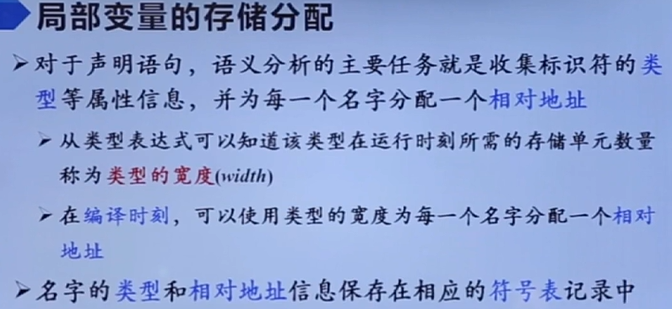 局部变量的存储分配
➢对于声明语句，语义分析的主要任务就是收集标识符的类
型等属性信息，并为每一个名字分配一个相对地址
➢从类型表达式可以知道该类型在运行时刻所需的存储单元数量
称为类型的宽度(width)
➢在编译时刻，可以使用类型的宽度为每一个名字分配一个相对
地址
➢名字的类型和相对地址信息保存在相应的符号表记录中